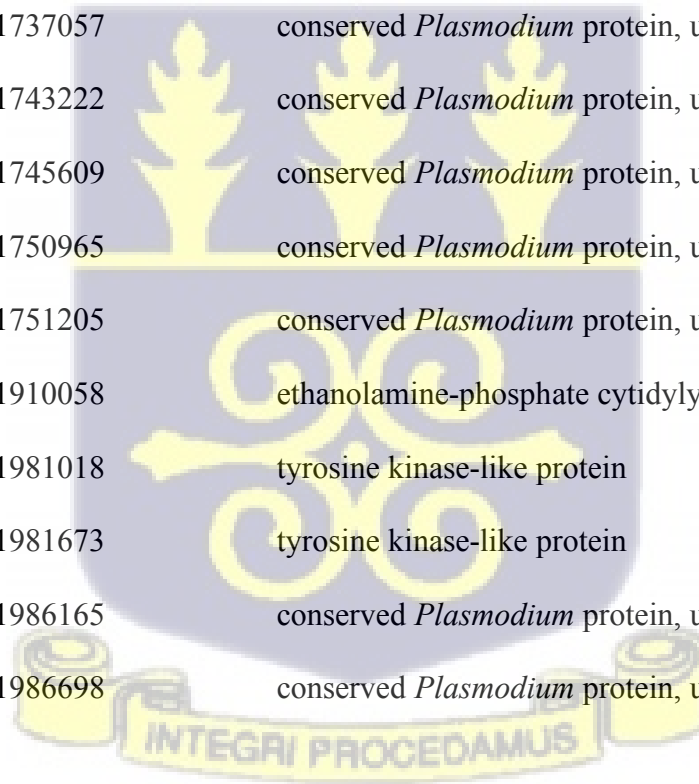 1737057 conserved Plasmodium protein, u
1743222 conserved Plasmodium protein, u
1745609 conserved Plasmodium protein, u
1750965 conserved Plasmodium protein, u
1751205 conserved Plasmodium protein, u
1910058 ethanolamine-phosphate cytidyly
1981018 tyrosine kinase-like protein
1981673 tyrosine kinase-like protein
1986165 conserved Plasmodium protein, u
1986698 conserved Plasmodium protein, u
INTEGRI PROCEDAMUS